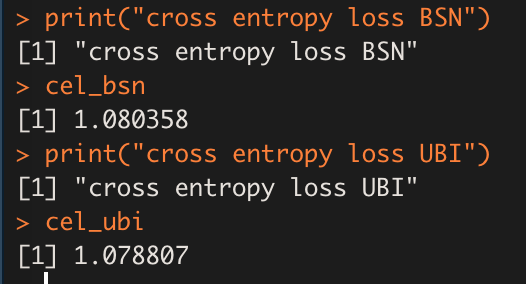 > print("cross entropy loss BSN")
[1] "cross entropy loss BSN"
> cel_bsn
[1] 1.080358
> print("cross entropy loss UBI")
[1] "cross entropy loss UBI"
> cel_ubi
[1] 1.078807